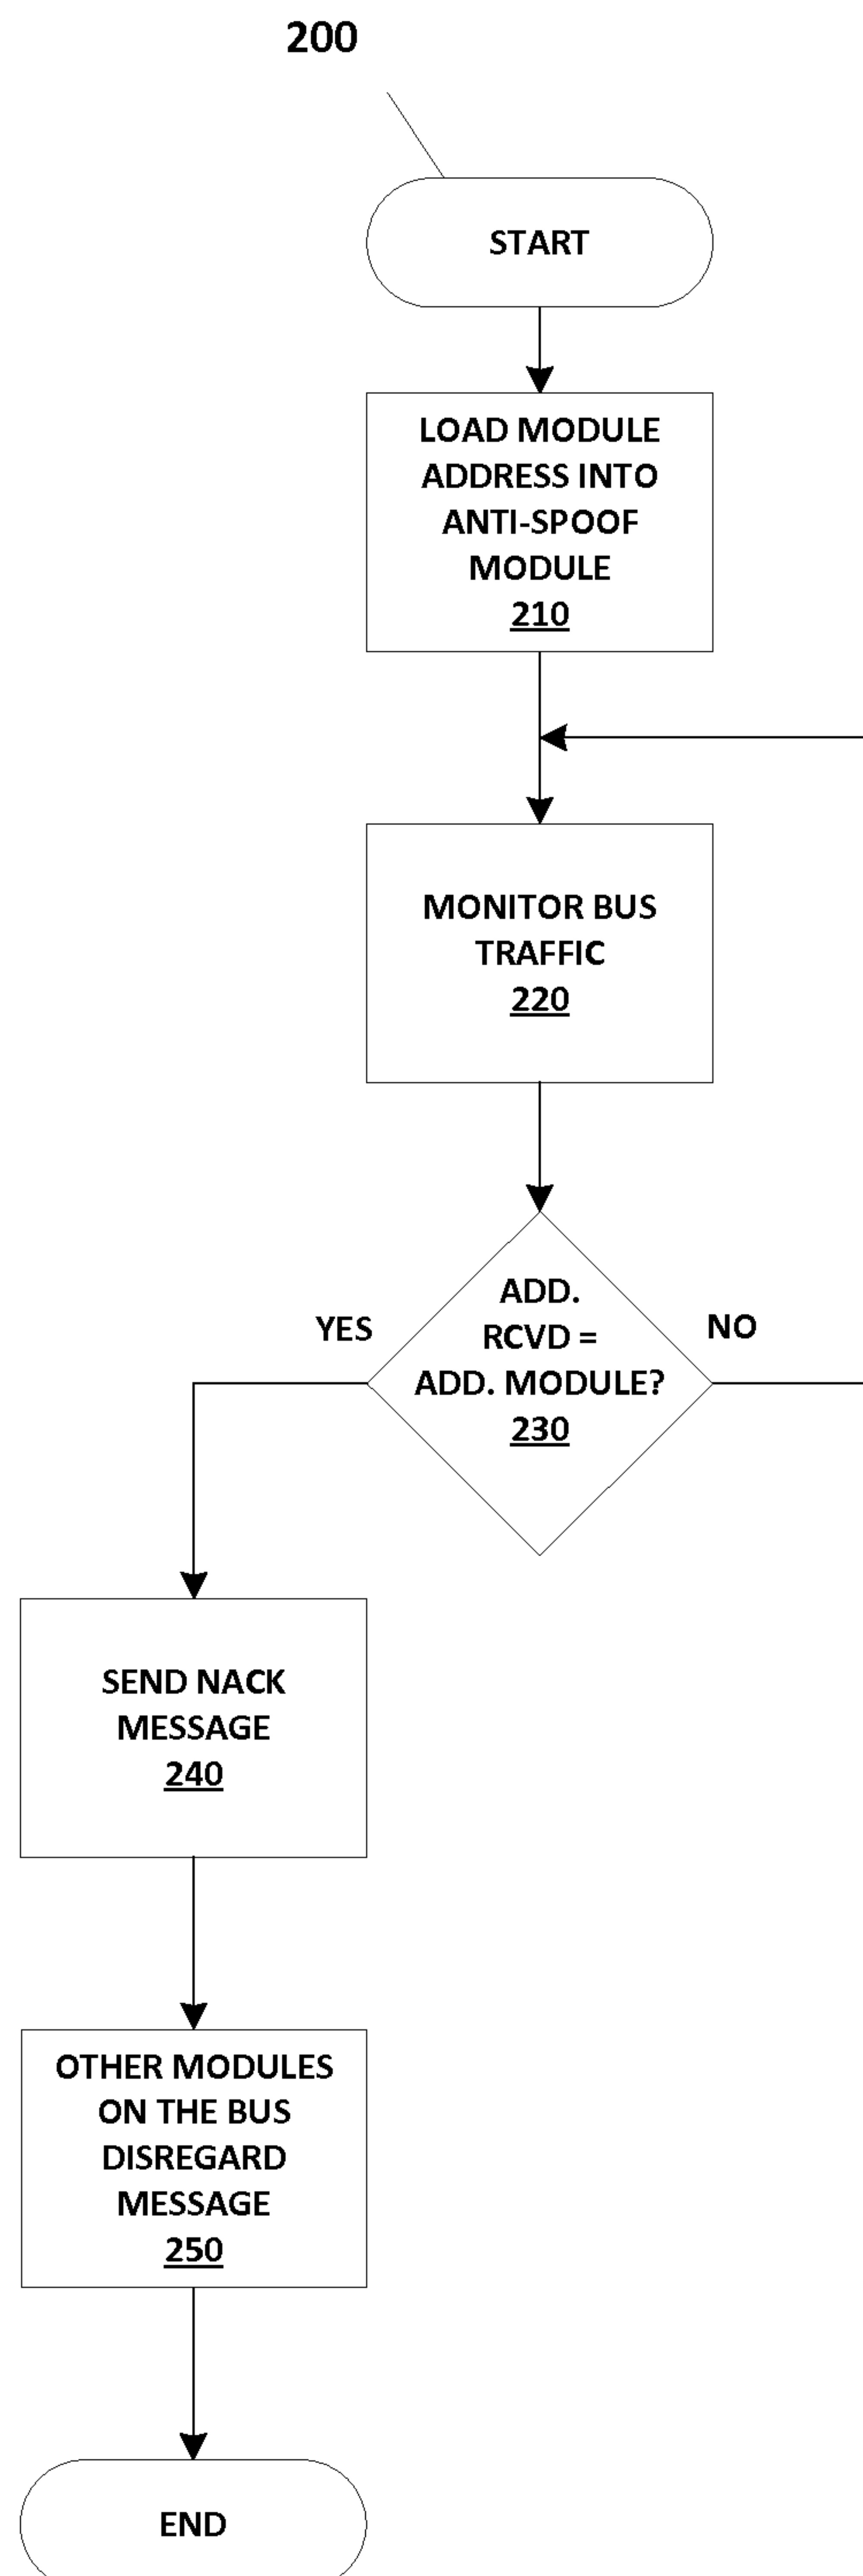 200
START
LOAD MODULE
ADDRESS INTO
ANTI-SPOOF
MODULE
210
MONITOR BUS
TRAFFIC
220
ADD.
RCVD =
ADD. MODULE?
230
YES
NO
SEND NACK
MESSAGE
240
OTHER MODULES
ON THE BUS
DISREGARD
MESSAGE
250
END